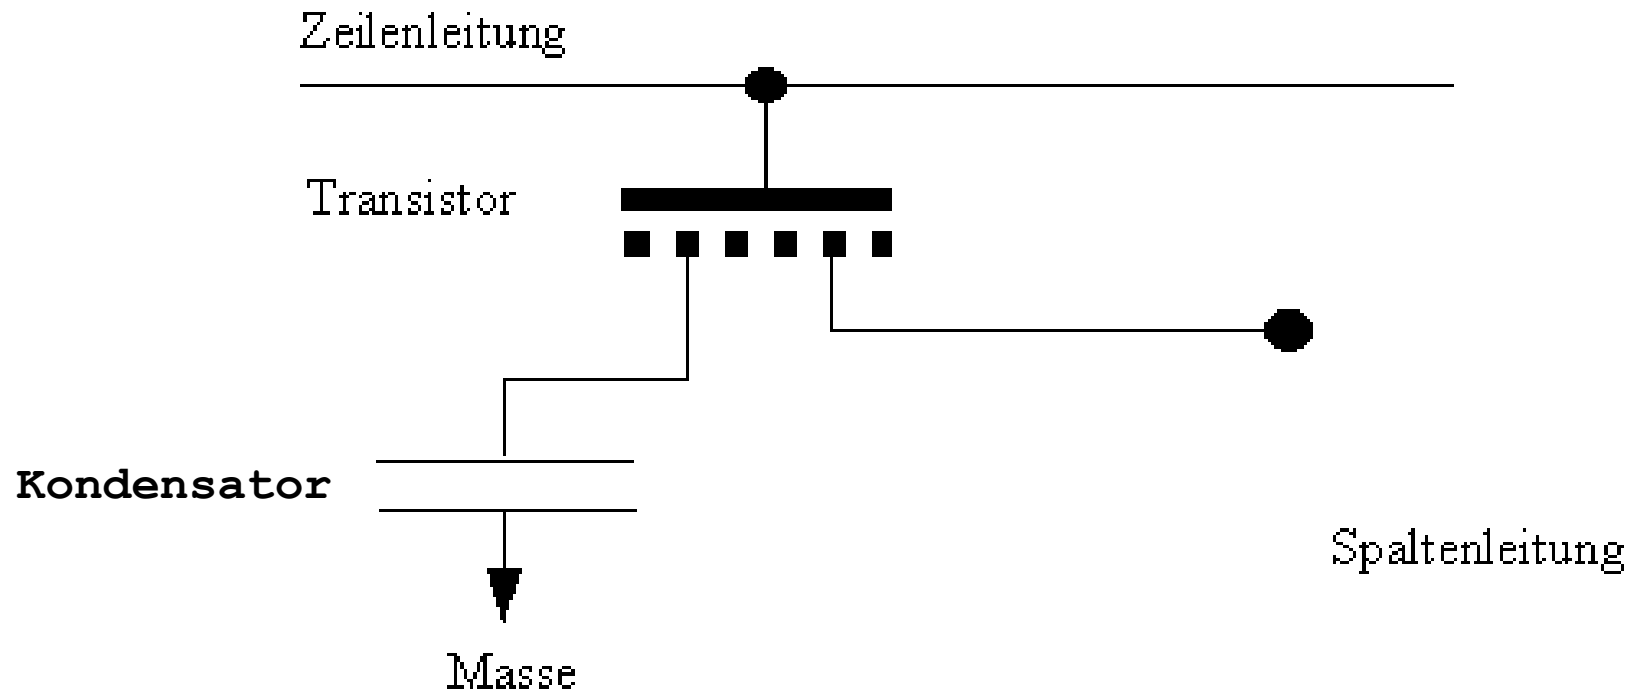 Zeilenleitung
Transistor
Kondensator
Spaltenleitung
Masse